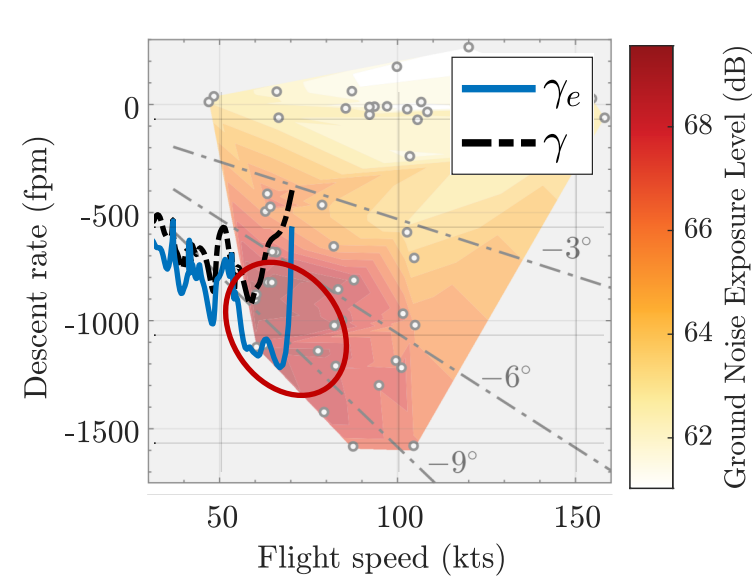 γe
γ
0
-500
-1000
-1500
Descent rate (fpm)
50
100
150
Flight speed (kts)
−3°
−6°
−9°
68
66
64
62
Ground Noise Exposure Level (dB)